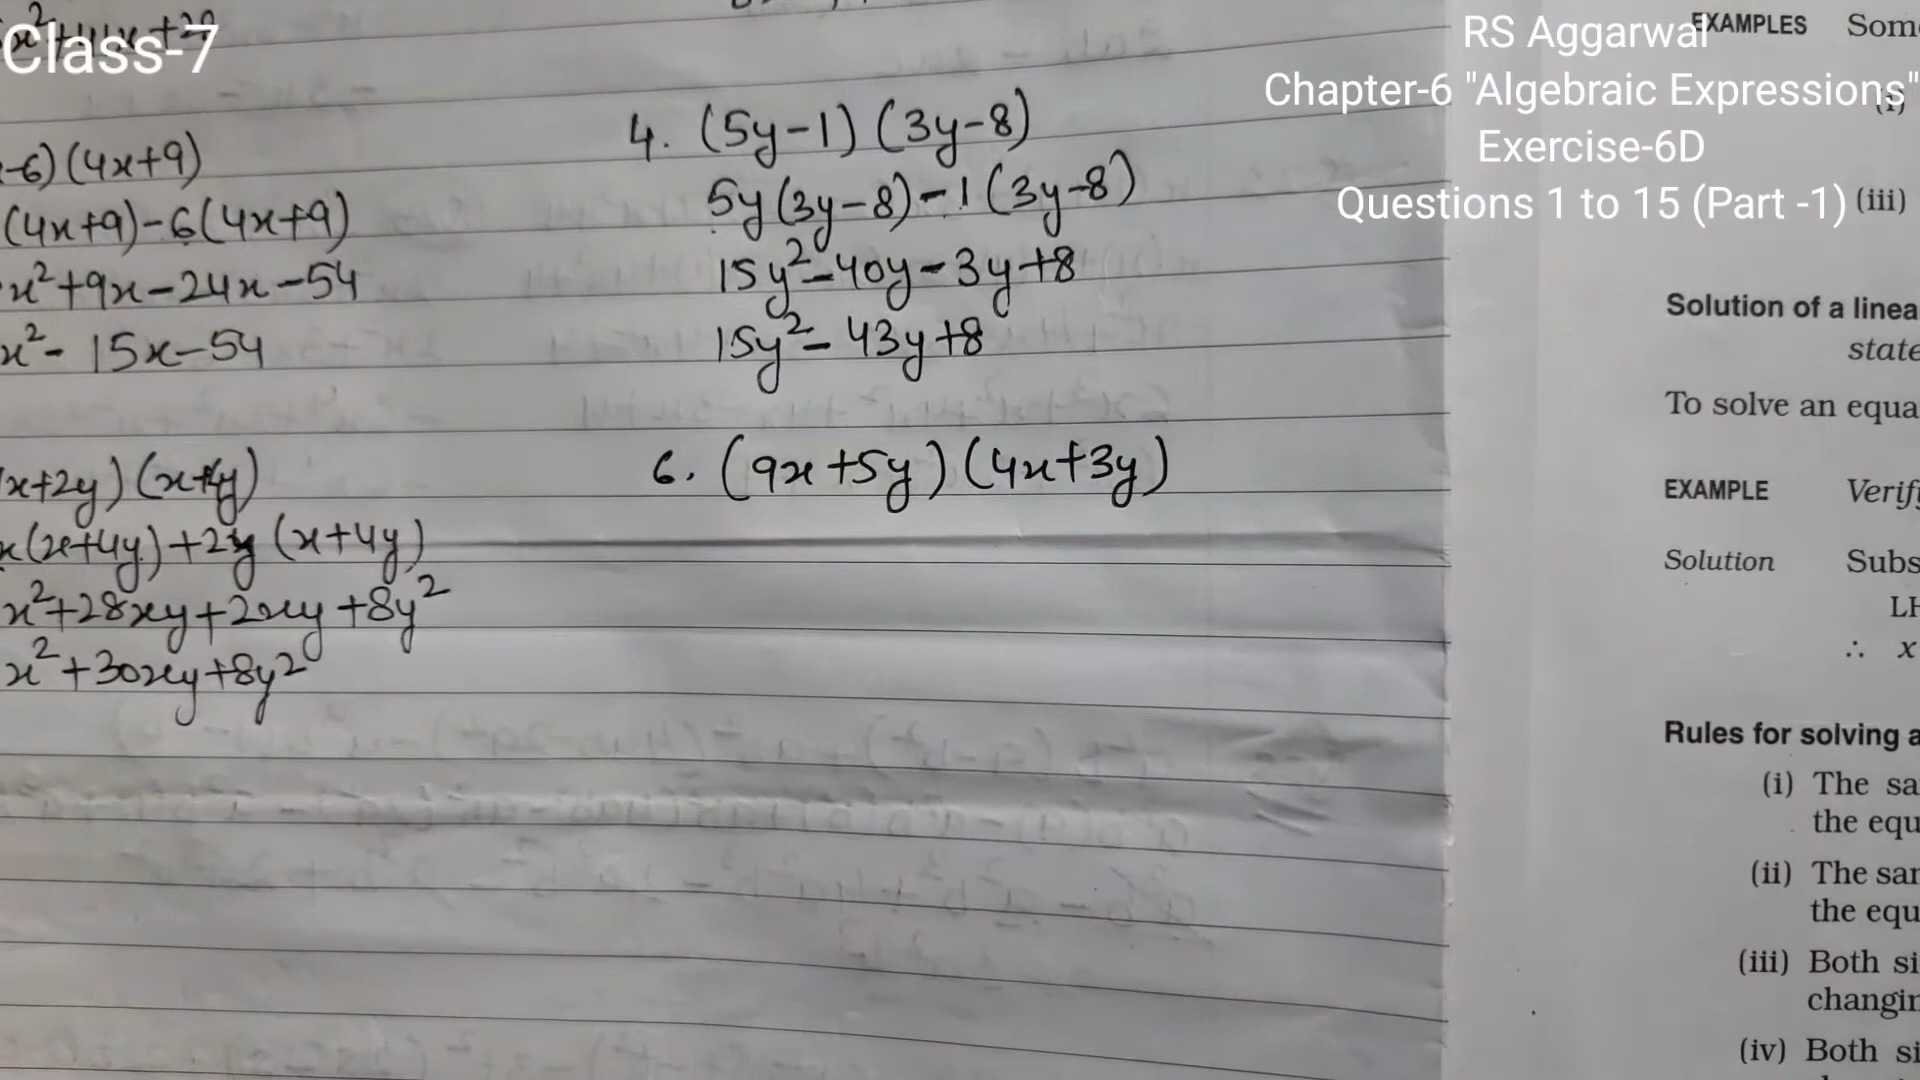 Class-7
RS Aggarwal
Chapter-6 "Algebraic Expressions"
Exercise-6D
Questions 1 to 15 (Part -1)
-6)(4x+9)
(4x+9)-6(4x+9)
x²+9x-24x-54
x²- 15x-54
x+2y)(x+4y)
x(x+4y)+2y(x+4y)
x²+28xy+2xy+8y²
x²+30xy+8y²
4. (5y-1)(3y-8)
5y(3y-8)-1(3y-8)
15y²-40y-3y+8
15y²-43y+8
6. (9x+5y)(4x+3y)
EXAMPLES Som
(i)
(iii)
Solution of a linea
state
To solve an equa
EXAMPLE Verif
Solution Subs
LH
∴ x
Rules for solving a
(i) The sa
the equ
(ii) The sar
the equ
(iii) Both si
changin
(iv) Both si